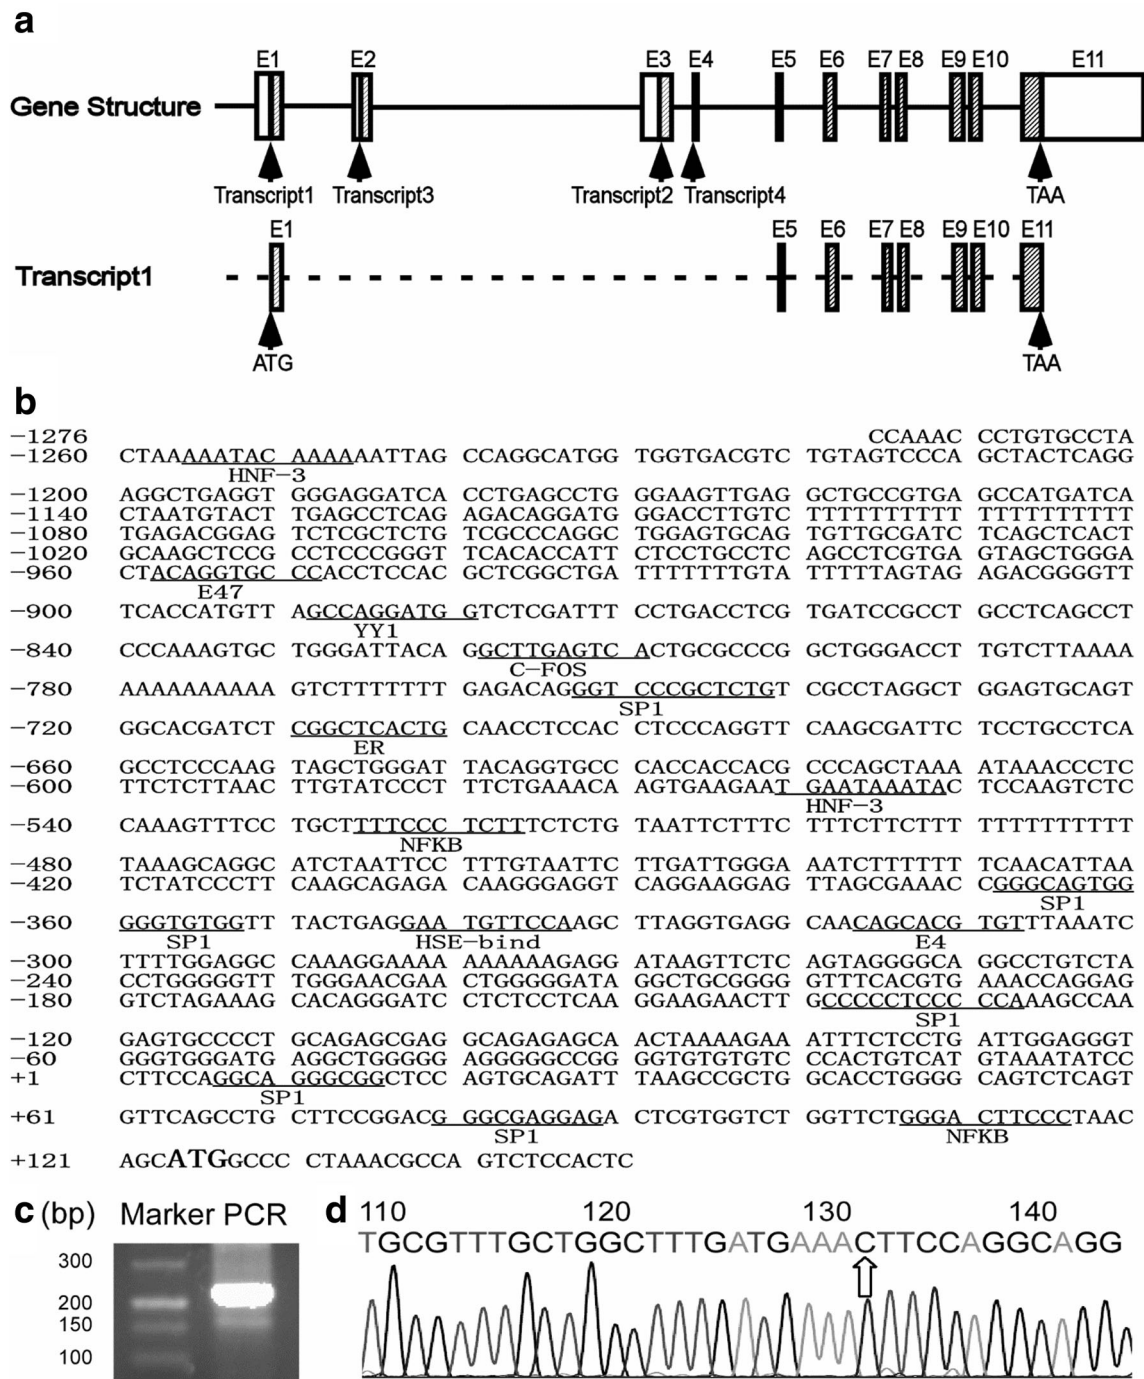 a
E1 E2 E3 E4 E5 E6 E7 E8 E9 E10 E11
Gene Structure
Transcript1 Transcript3 Transcript2 Transcript4 TAA
E1 E5 E6 E7 E8 E9 E10 E11
Transcript1
ATG TAA
b
−1276 CCAAAC CCTGTGCCTA
−1260 CTAAAAATAC AAAAAATTAG CCAGGCATGG TGGTGACGTC TGTAGTCCCA GCTACTCAGG
HNF−3
−1200 AGGCTGAGGT GGGAGGATCA CCTGAGCCTG GGAAGTTGAG GCTGCCGTGA GCCATGATCA
−1140 CTAATGTACT TGAGCCTCAG AGACAGGATG GGACCTTGTC TTTTTTTTTT TTTTTTTTTT
−1080 TGAGACGGAG TCTCGCTCTG TCGCCCAGGC TGGAGTGCAG TGTTGCGATC TCAGCTCACT
−1020 GCAAGCTCCG CCTCCCGGGT TCACACCATT CTCCTGCCTC AGCCTCGTGA GTAGCTGGGA
−960 CTACAGGTGC CCACCTCCAC GCTCGGCTGA TTTTTTTGTA TTTTTAGTAG AGACGGGGTT
E47
−900 TCACCATGTT AGCCAGGATG GTCTCGATTT CCTGACCTCG TGATCCGCCT GCCTCAGCCT
YY1
−840 CCCAAAGTGC TGGGATTACA GGCTTGAGTC ACTGCGCCCG GCTGGGACCT TGTCTTAAAA
C−FOS
−780 AAAAAAAAAA GTCTTTTTTT GAGACAGGGT CCCGCTCTGT CGCCTAGGCT GGAGTGCAGT
SP1
−720 GGCACGATCT CGGCTCACTG CAACCTCCAC CTCCCAGGTT CAAGCGATTC TCCTGCCTCA
ER
−660 GCCTCCCAAG TAGCTGGGAT TACAGGTGCC CACCACCACG CCCAGCTAAA ATAAACCCTC
−600 TTCTCTTAAC TTGTATCCCT TTCTGAAACA AGTGAAGAAT GAATAAATAC TCCAAGTCTC
HNF−3
−540 CAAAGTTTCC TGCTTTTCCC TCTTTCTCTG TAATTCTTTC TTTCTTCTTT TTTTTTTTTT
NFKB
−480 TAAAGCAGGC ATCTAATTCC TTTGTAATTC TTGATTGGGA AATCTTTTTT TCAACATTAA
−420 TCTATCCCTT CAAGCAGAGA CAAGGGAGGT CAGGAAGGAG TTAGCGAAAC CGGGCAGTGG
SP1
−360 GGGTGTGGTT TACTGAGGAA TGTTCCAAGC TTAGGTGAGG CAACAGCACG TGTTTAAATC
SP1 HSE−bind E4
−300 TTTTGGAGGC CAAAGGAAAA AAAAAAGAGG ATAAGTTCTC AGTAGGGGCA GGCCTGTCTA
−240 CCTGGGGGTT TGGGAACGAA CTGGGGGATA GGCTGCGGGG GTTTCACGTG AAACCAGGAG
−180 GTCTAGAAAG CACAGGGATC CTCTCCTCAA GGAAGAACTT GCCCCCTCCC CCAAAGCCAA
SP1
−120 GAGTGCCCCT GCAGAGCGAG GCAGAGAGCA ACTAAAAGAA ATTTCTCCTG ATTGGAGGGT
−60 GGGTGGGATG AGGCTGGGGG AGGGGGCCGG GGTGTGTGTC CCACTGTCAT GTAAATATCC
+1 CTTCCAGGCA GGGCGGCTCC AGTGCAGATT TAAGCCGCTG GCACCTGGGG CAGTCTCAGT
SP1
+61 GTTCAGCCTG CTTCCGGACG GGCGAGGAGA CTCGTGGTCT GGTTCTGGGA CTTCCCTAAC
SP1 NFKB
+121 AGCATGGCCC CTAAACGCCA GTCTCCACTC
c (bp) Marker PCR
300
200
150
100
d 110 120 130 140
TGCGTTTGCTGGCTTTGATGAAACTTCCAGGCAGG